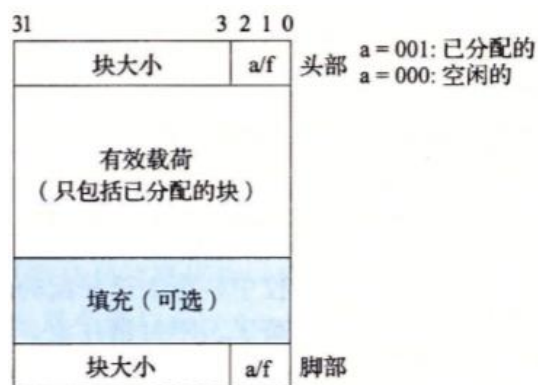 31 3 2 1 0
块大小 a/f 头部 a = 001: 已分配的
a = 000: 空闲的
有效载荷
（只包括已分配的块）
填充（可选）
块大小 a/f 脚部